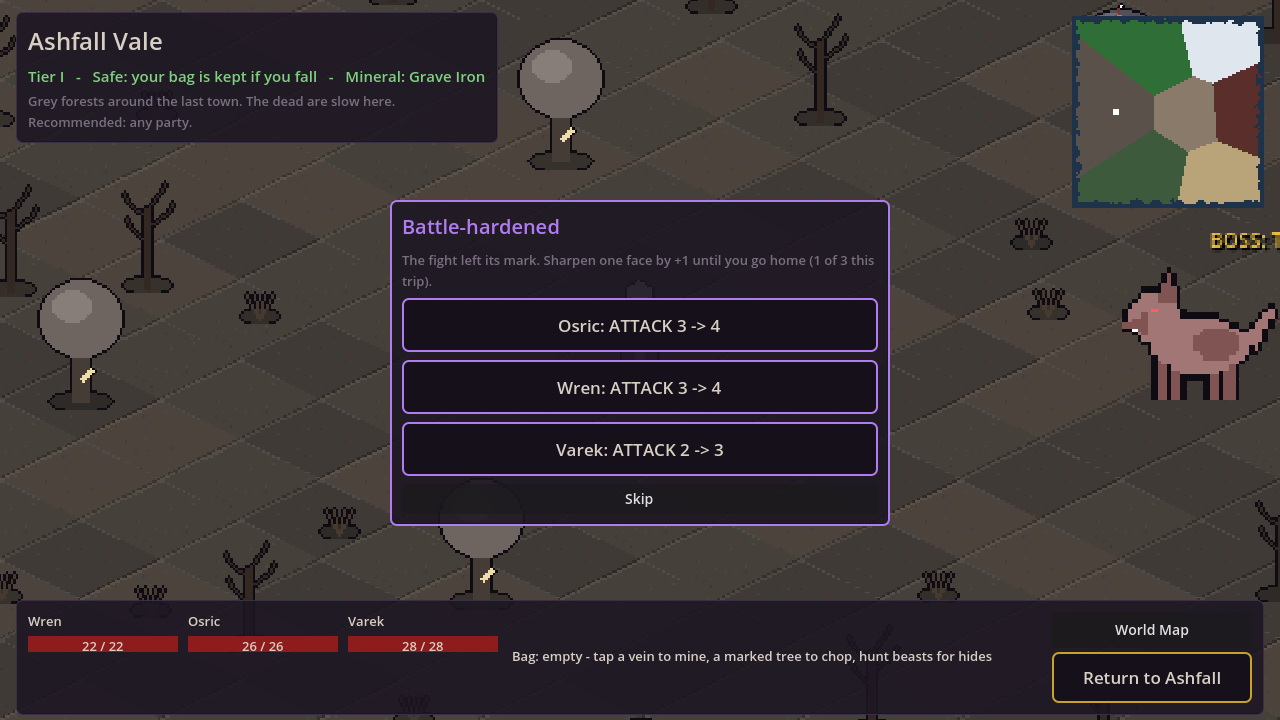 Ashfall Vale
Tier I - Safe: your bag is kept if you fall - Mineral: Grave Iron
Grey forests around the last town. The dead are slow here.
Recommended: any party.
BOSS:
Battle-hardened
The fight left its mark. Sharpen one face by +1 until you go home (1 of 3 this
trip).
Osric: ATTACK 3 -> 4
Wren: ATTACK 3 -> 4
Varek: ATTACK 2 -> 3
Skip
Wren
22 / 22
Osric
26 / 26
Varek
28 / 28
Bag: empty - tap a vein to mine, a marked tree to chop, hunt beasts for hides
World Map
Return to Ashfall